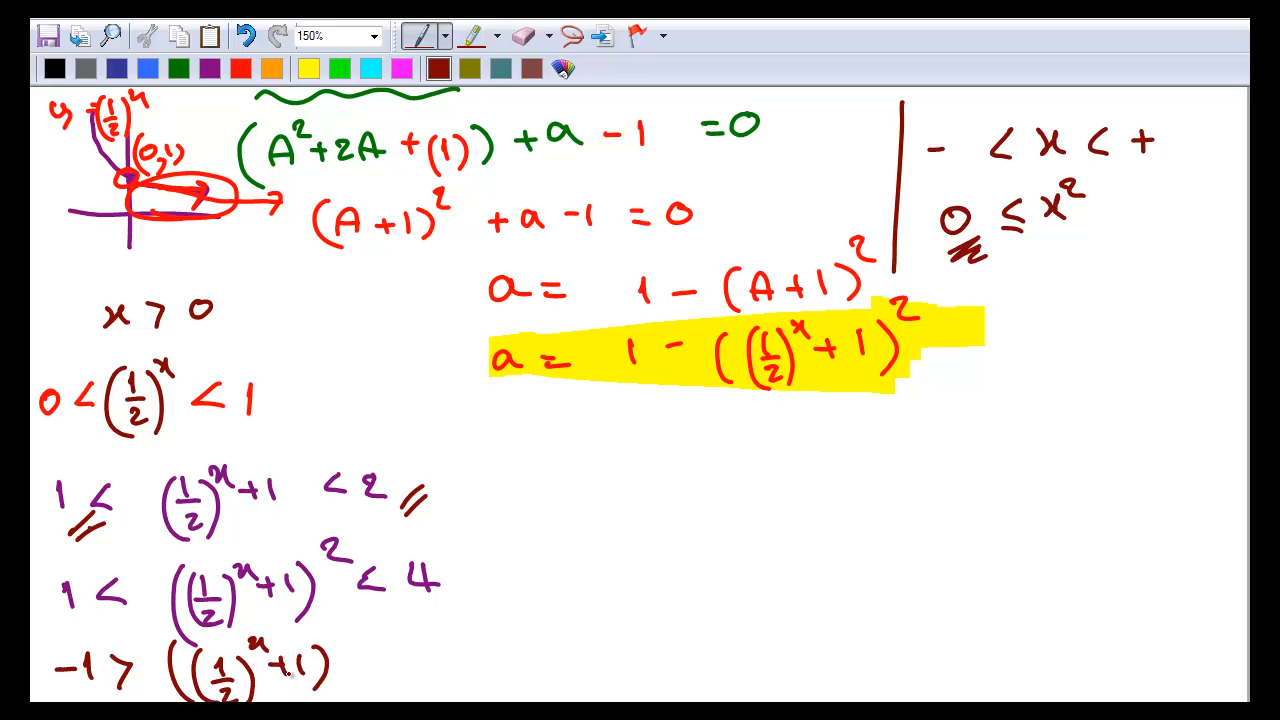 150%
y = (1/2)^x
(0,1)
(A² + 2A + (1)) + a - 1 = 0
(A + 1)² + a - 1 = 0
a = 1 - (A + 1)²
a = 1 - ((1/2)^x + 1)²
- < x < +
0 ≤ x²
x > 0
0 < (1/2)^x < 1
1 < (1/2)^x + 1 < 2
1 < ((1/2)^x + 1)² < 4
-1 > ((1/2)^x + 1)